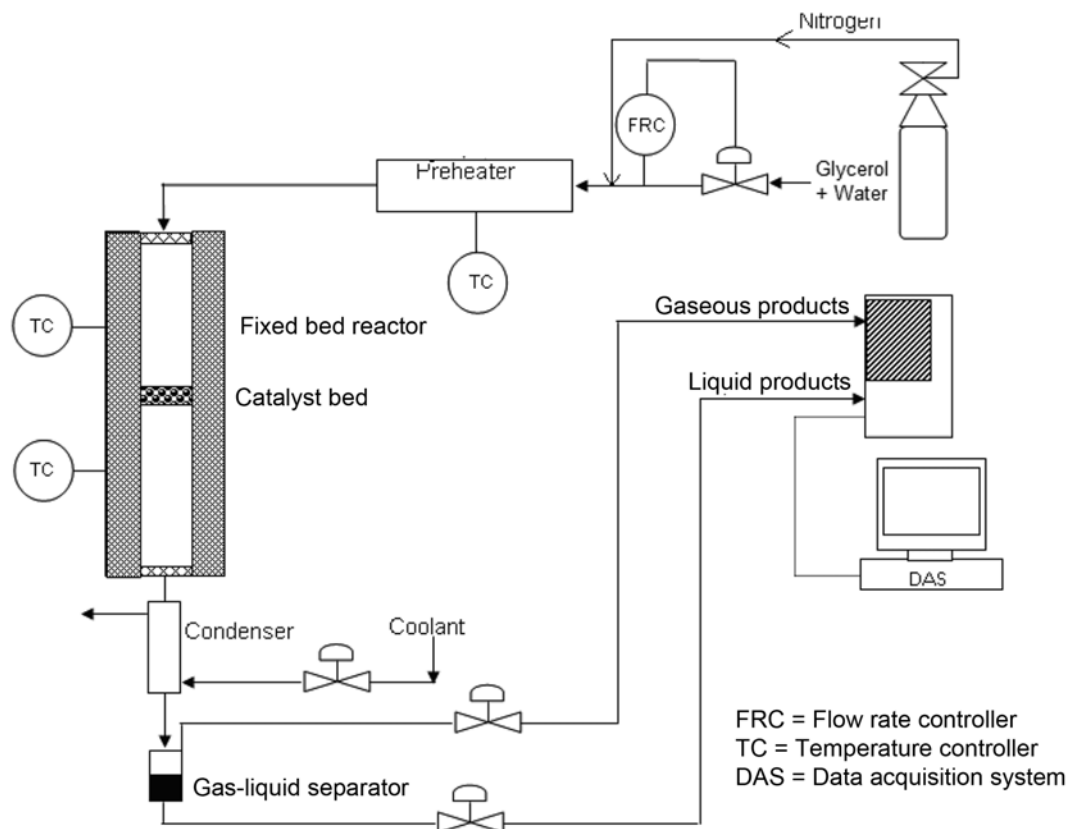 Nitrogen
FRC
Glycerol
+ Water
Preheater
TC
TC
Fixed bed reactor
Gaseous products
Liquid products
Catalyst bed
TC
DAS
Condenser
Coolant
Gas-liquid separator
FRC = Flow rate controller
TC = Temperature controller
DAS = Data acquisition system